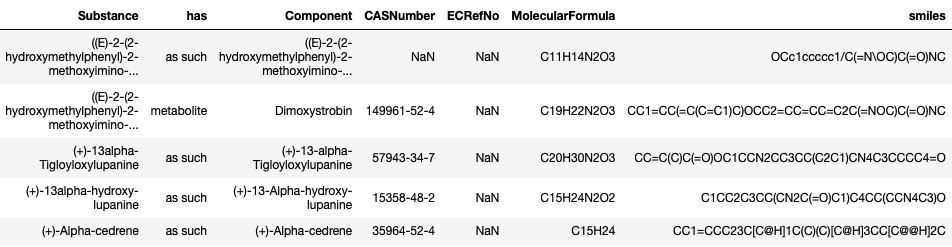 Substance has Component CASNumber ECRefNo MolecularFormula smiles
((E)-2-(2-
hydroxymethylphenyl)-2-
methoxyimino-...
as such
((E)-2-(2-
hydroxymethylphenyl)-2-
methoxyimino-...
NaN NaN C11H14N2O3 OCc1ccccc1/C(=N\OC)C(=O)NC
((E)-2-(2-
hydroxymethylphenyl)-2-
methoxyimino-...
metabolite Dimoxystrobin 149961-52-4 NaN C19H22N2O3 CC1=CC(=C(C=C1)C)OCC2=CC=CC=C2C(=NOC)C(=O)NC
(+)-13alpha-
Tigloyloxylupanine
as such
(+)-13-alpha-
Tigloyloxylupanine
57943-34-7 NaN C20H30N2O3 CC=C(C)C(=O)OC1CCN2CC3CC(C2C1)CN4C3CCCC4=O
(+)-13alpha-hydroxy-
lupanine
as such
(+)-13-Alpha-hydroxy-
lupanine
15358-48-2 NaN C15H24N2O2 C1CC2C3CC(CN2C(=O)C1)C4CC(CCN4C3)O
(+)-Alpha-cedrene as such (+)-Alpha-cedrene 35964-52-4 NaN C15H24 CC1=CCC23C[C@H]1C(C)(C)[C@H]3CC[C@@H]2C